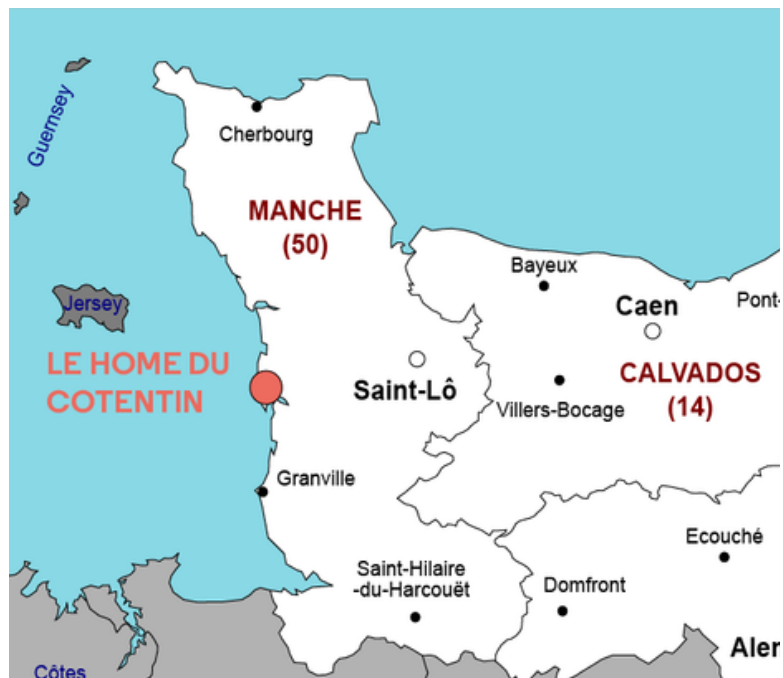 Guernsey
Cherbourg
MANCHE
(50)
Bayeux
Caen
Pont-
Jersey
LE HOME DU
COTENTIN
Saint-Lô
CALVADOS
(14)
Villers-Bocage
Granville
Saint-Hilaire
-du-Harcouët
Ecouché
Domfront
Alen
Côtes